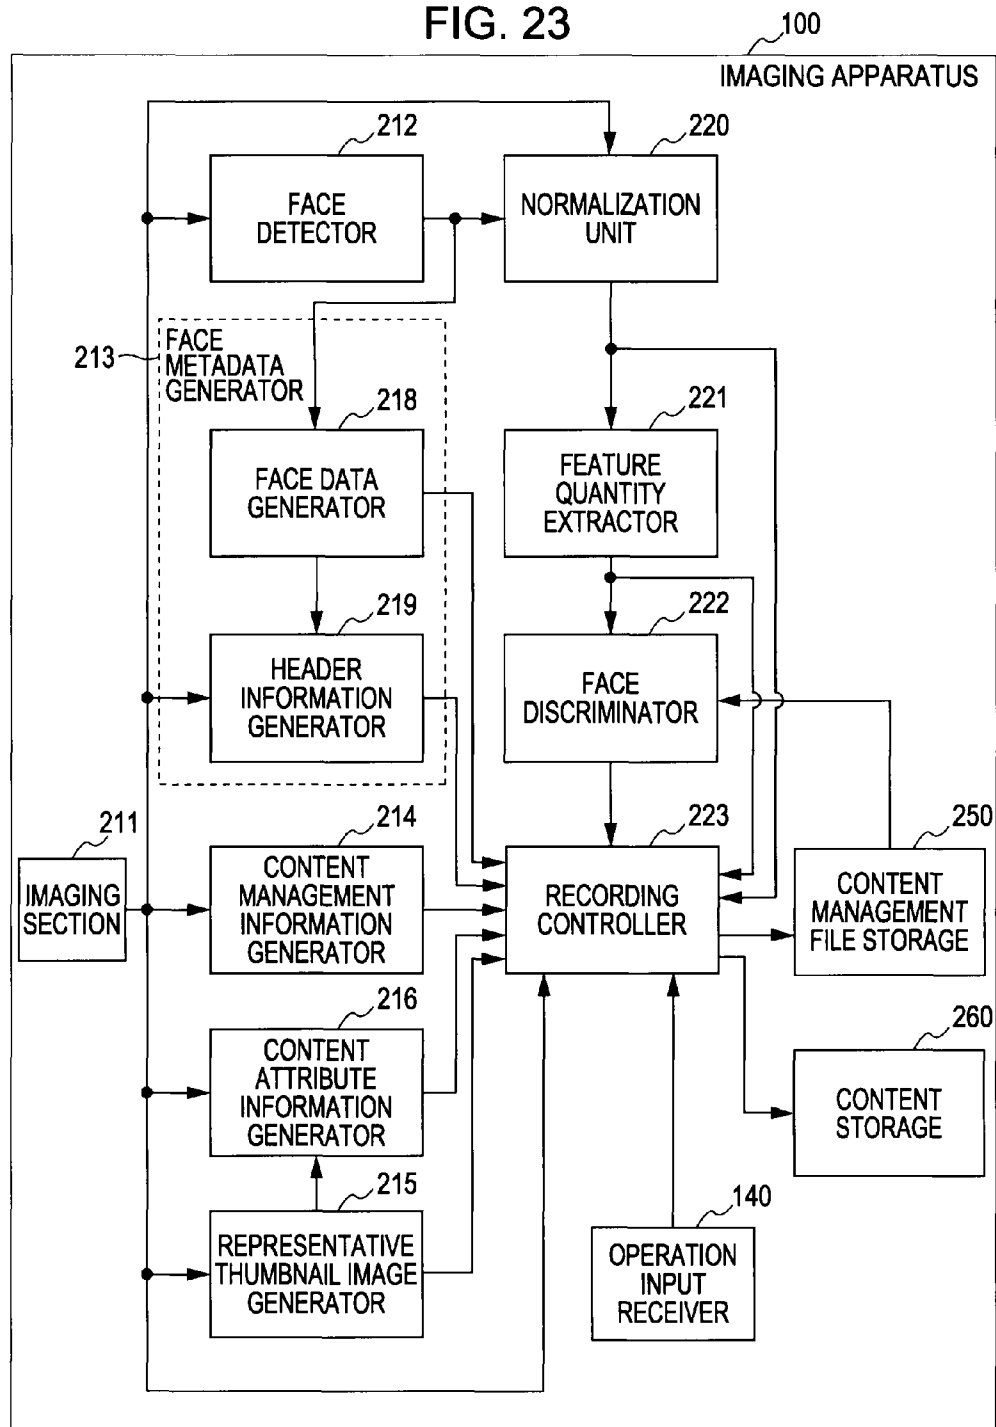 FIG. 23
100
IMAGING APPARATUS
212
FACE
DETECTOR
220
NORMALIZATION
UNIT
213
FACE
METADATA
GENERATOR
218
FACE DATA
GENERATOR
221
FEATURE
QUANTITY
EXTRACTOR
219
HEADER
INFORMATION
GENERATOR
222
FACE
DISCRIMINATOR
211
IMAGING
SECTION
214
CONTENT
MANAGEMENT
INFORMATION
GENERATOR
223
RECORDING
CONTROLLER
250
CONTENT
MANAGEMENT
FILE STORAGE
216
CONTENT
ATTRIBUTE
INFORMATION
GENERATOR
260
CONTENT
STORAGE
215
REPRESENTATIVE
THUMBNAIL IMAGE
GENERATOR
140
OPERATION
INPUT
RECEIVER